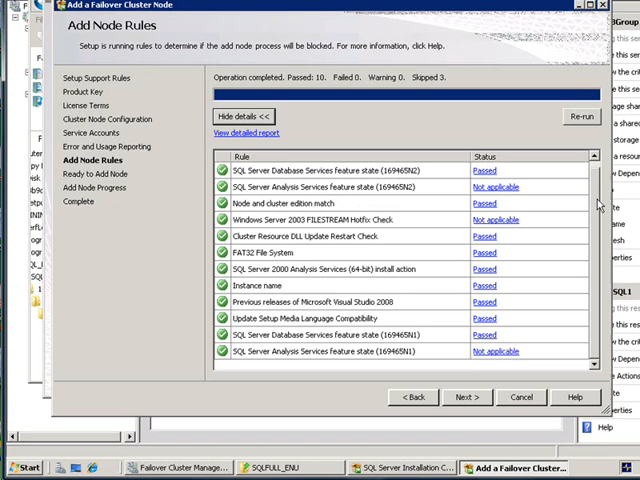 Add a Failover Cluster Node
Add Node Rules
Setup is running rules to determine if the add node process will be blocked. For more information, click Help.
Setup Support Rules
Product Key
License Terms
Cluster Node Configuration
Service Accounts
Error and Usage Reporting
Add Node Rules
Ready to Add Node
Add Node Progress
Complete
Operation completed. Passed: 10. Failed 0. Warning 0. Skipped 3.
Hide details <<
Re-run
View detailed report
Rule Status
SQL Server Database Services feature state (169465N2) Passed
SQL Server Analysis Services feature state (169465N2) Not applicable
Node and cluster edition match Passed
Windows Server 2003 FILESTREAM Hotfix Check Not applicable
Cluster Resource DLL Update Restart Check Passed
FAT32 File System Passed
SQL Server 2000 Analysis Services (64-bit) install action Passed
Instance name Passed
Previous releases of Microsoft Visual Studio 2008 Passed
Update Setup Media Language Compatibility Passed
SQL Server Database Services feature state (169465N1) Passed
SQL Server Analysis Services feature state (169465N1) Not applicable
< Back Next > Cancel Help
Help
Start Failover Cluster Manage... SQLFULL_ENU SQL Server Installation C... Add a Failover Cluster...